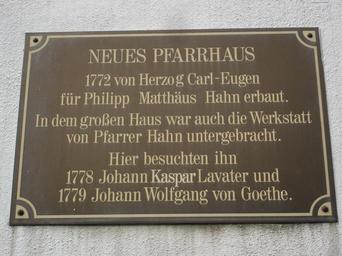 NEUES PFARRHAUS
1772 von Herzog Carl-Eugen
für Philipp Matthäus Hahn erbaut.
In dem großen Haus war auch die Werkstatt
von Pfarrer Hahn untergebracht.
Hier besuchten ihn
1778 Johann Kaspar Lavater und
1779 Johann Wolfgang von Goethe.